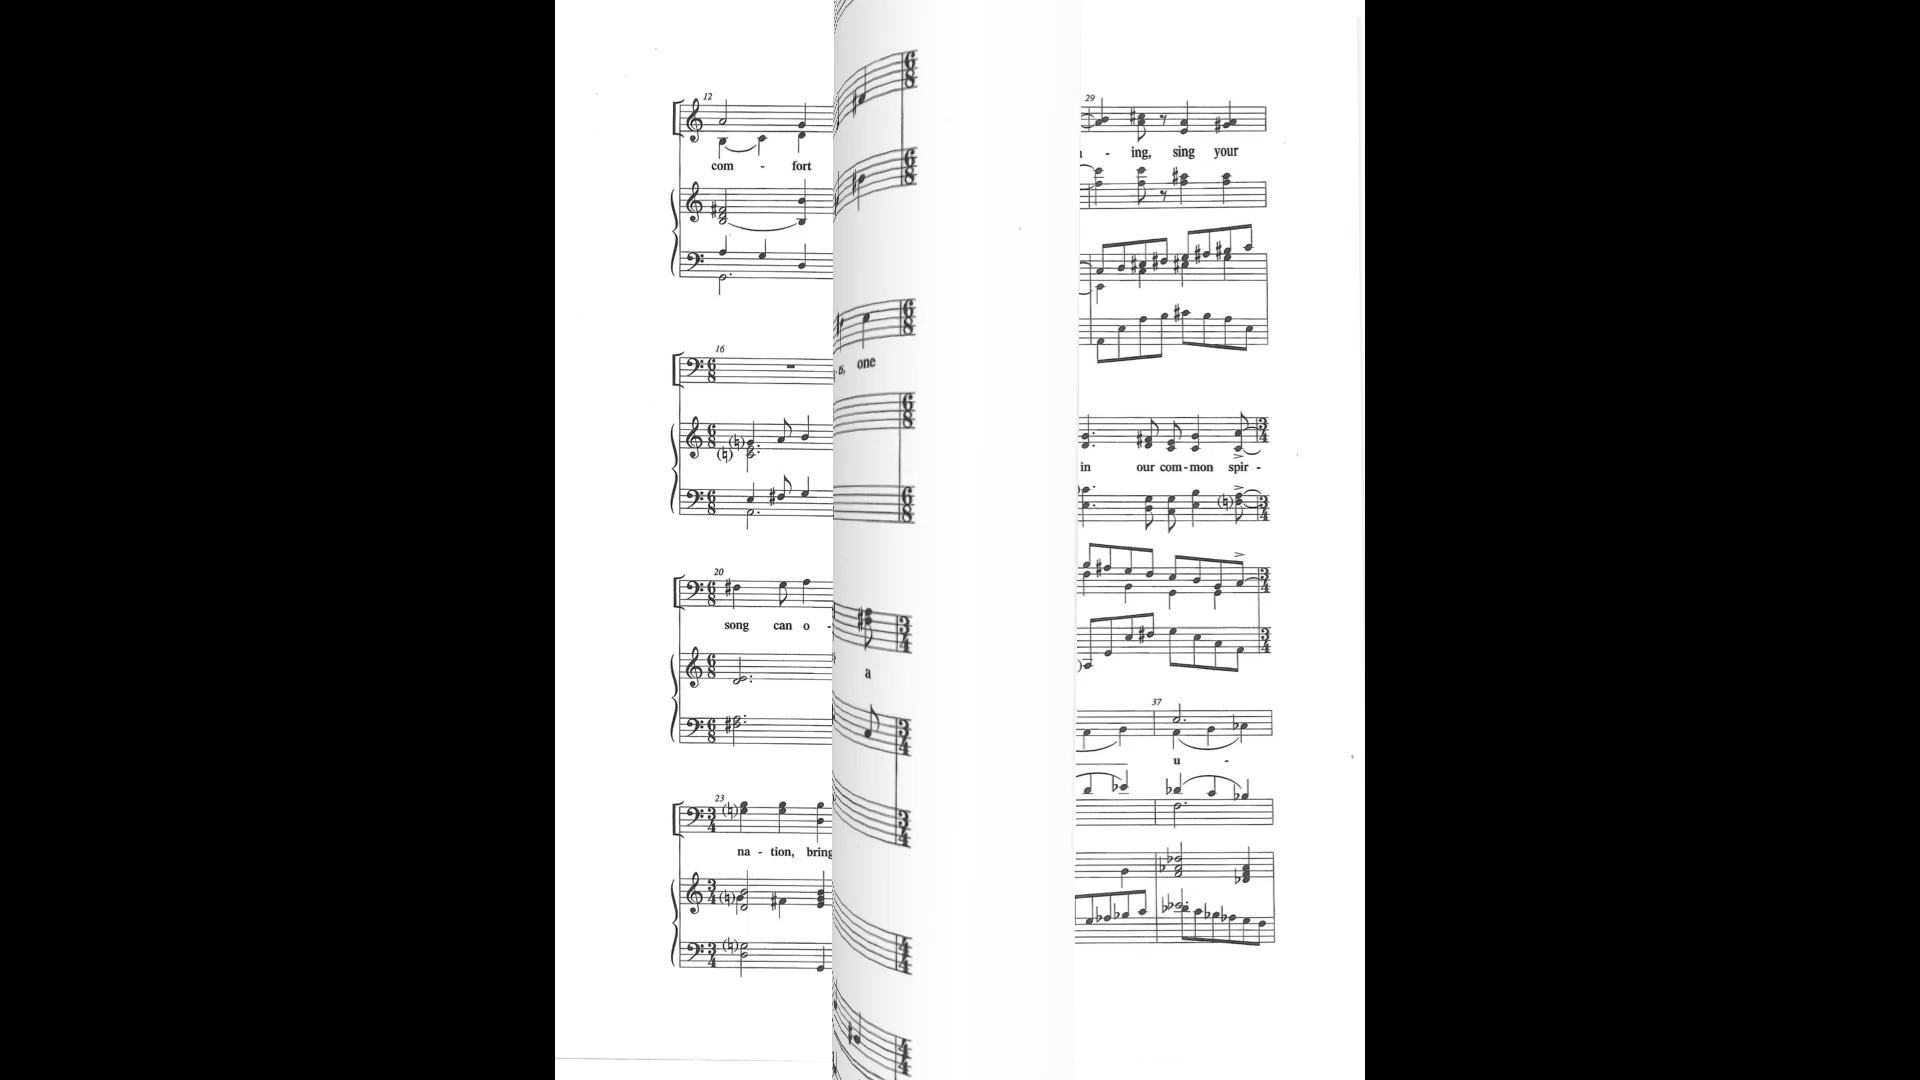 12
com - fort
16
20
song can o -
23
na - tion, bring
one
a
29
- ing, sing your
in our com - mon spir -
37
u -